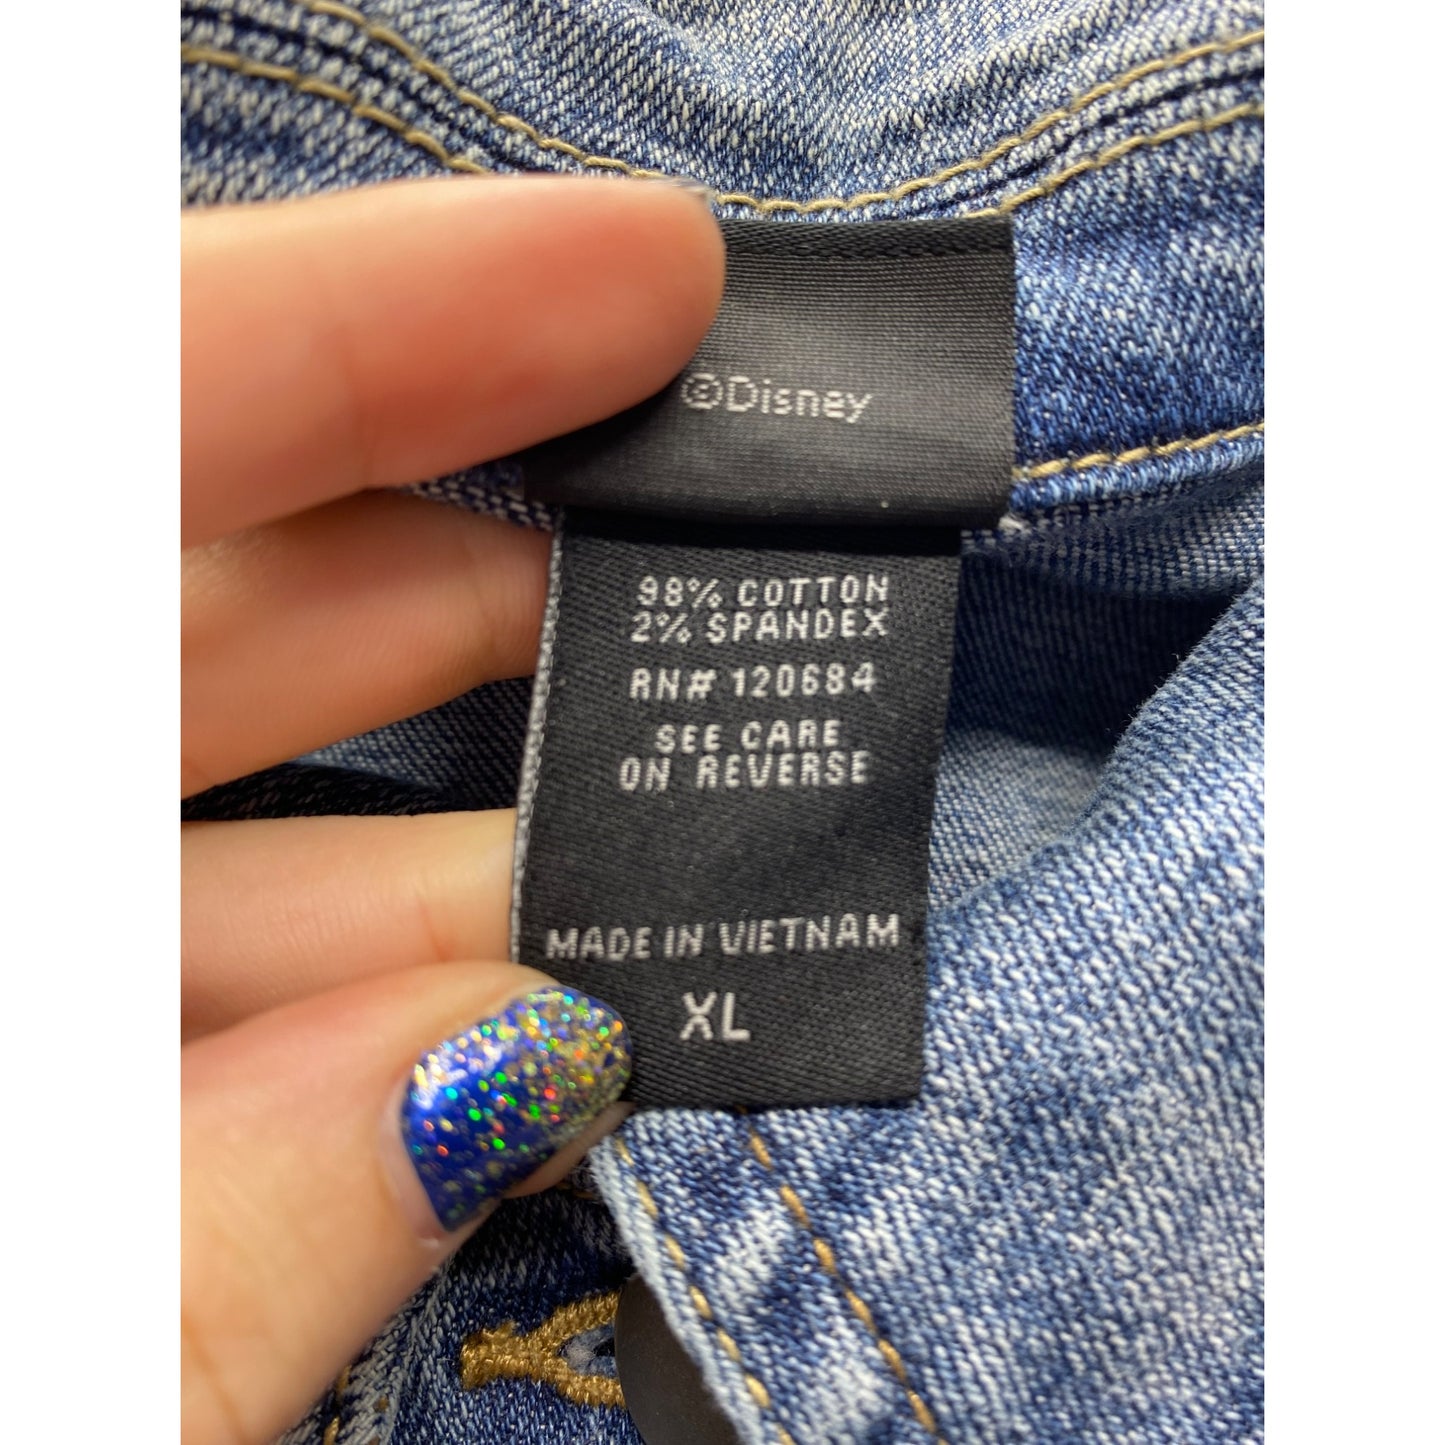 ©Disney
98% COTTON
2% SPANDEX
RN# 120684
SEE CARE
ON REVERSE
MADE IN VIETNAM
XL